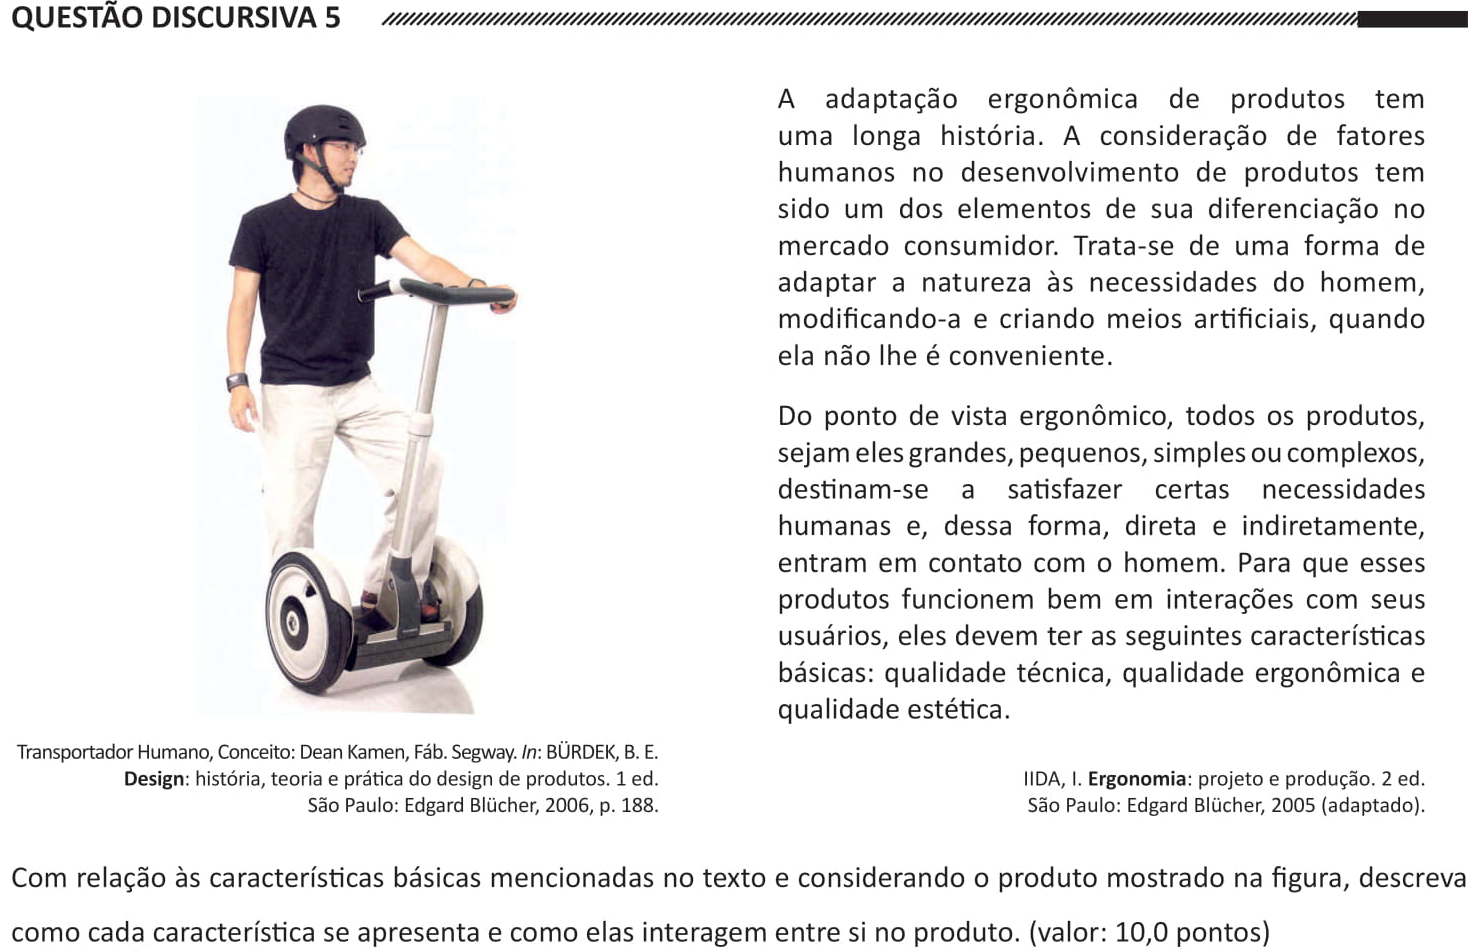 QUESTÃO DISCURSIVA 5
A adaptação ergonômica de produtos tem
uma longa história. A consideração de fatores
humanos no desenvolvimento de produtos tem
sido um dos elementos de sua diferenciação no
mercado consumidor. Trata-se de uma forma de
adaptar a natureza às necessidades do homem,
modificando-a e criando meios artificiais, quando
ela não lhe é conveniente.
Do ponto de vista ergonômico, todos os produtos,
sejam eles grandes, pequenos, simples ou complexos,
destinam-se a satisfazer certas necessidades
humanas e, dessa forma, direta e indiretamente,
entram em contato com o homem. Para que esses
produtos funcionem bem em interações com seus
usuários, eles devem ter as seguintes características
básicas: qualidade técnica, qualidade ergonômica e
qualidade estética.
Transportador Humano, Conceito: Dean Kamen, Fáb. Segway. In: BÜRDEK, B. E.
Design: história, teoria e prática do design de produtos. 1 ed.
São Paulo: Edgard Blücher, 2006, p. 188.
IIDA, I. Ergonomia: projeto e produção. 2 ed.
São Paulo: Edgard Blücher, 2005 (adaptado).
Com relação às características básicas mencionadas no texto e considerando o produto mostrado na figura, descreva
como cada característica se apresenta e como elas interagem entre si no produto. (valor: 10,0 pontos)